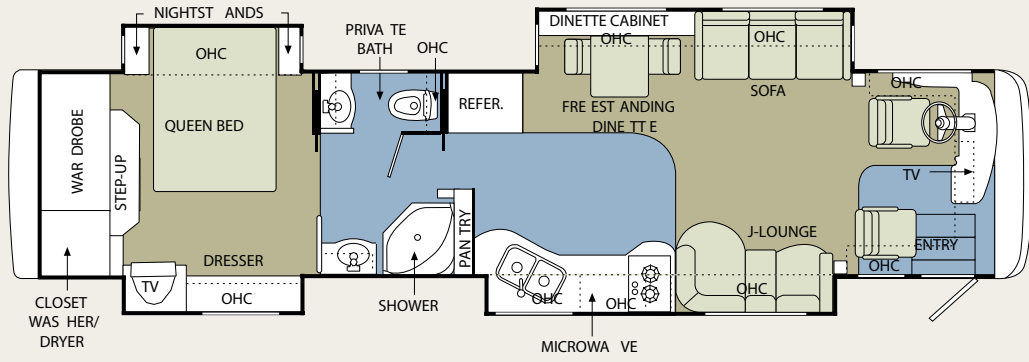 NIGHTST ANDS
OHC
QUEEN BED
WAR DROBE
STEP-UP
DRESSER
TV
OHC
CLOSET
WAS HER/
DRYER
PRIVA TE
BATH
OHC
REFER.
SHOWER
PAN TRY
DINETTE CABINET
OHC
FRE EST ANDING
DINE TT E
OHC
SOFA
OHC
TV
J-LOUNGE
OHC
ENTRY
OHC
OHC
OHC
MICROWA VE